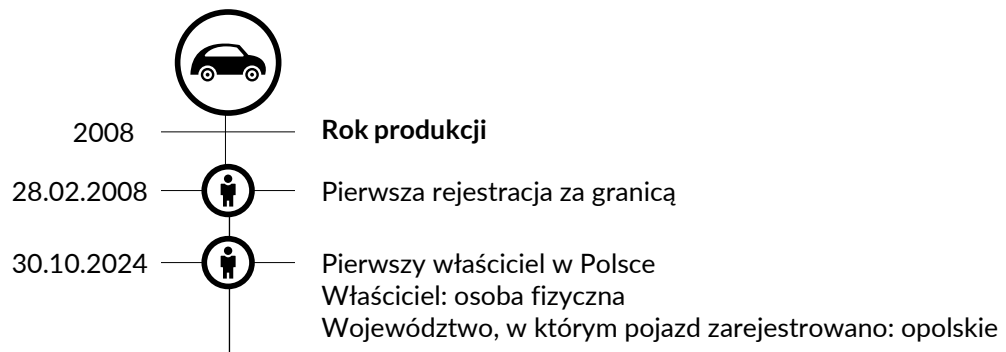 2008 Rok produkcji
28.02.2008 Pierwsza rejestracja za granicą
30.10.2024 Pierwszy właściciel w Polsce
Właściciel: osoba fizyczna
Województwo, w którym pojazd zarejestrowano: opolskie